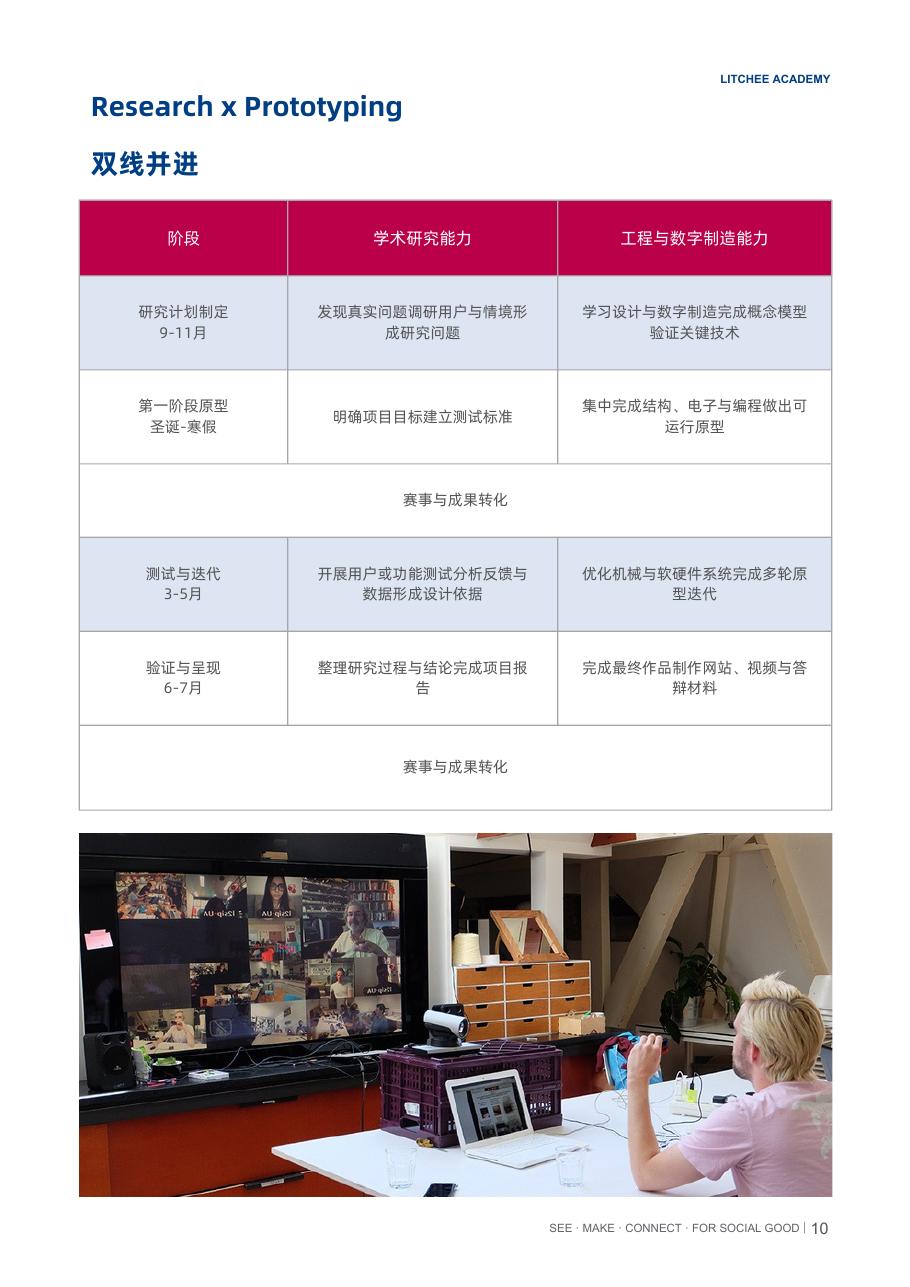 LITCHEE ACADEMY
Research x Prototyping
双线并进
阶段
学术研究能力
工程与数字制造能力
研究计划制定
9-11月
发现真实问题调研用户与情境形
成研究问题
学习设计与数字制造完成概念模型
验证关键技术
第一阶段原型
圣诞-寒假
明确项目目标建立测试标准
集中完成结构、电子与编程做出可
运行原型
赛事与成果转化
测试与迭代
3-5月
开展用户或功能测试分析反馈与
数据形成设计依据
优化机械与软硬件系统完成多轮原
型迭代
验证与呈现
6-7月
整理研究过程与结论完成项目报
告
完成最终作品制作网站、视频与答
辩材料
赛事与成果转化
SEE · MAKE · CONNECT · FOR SOCIAL GOOD | 10